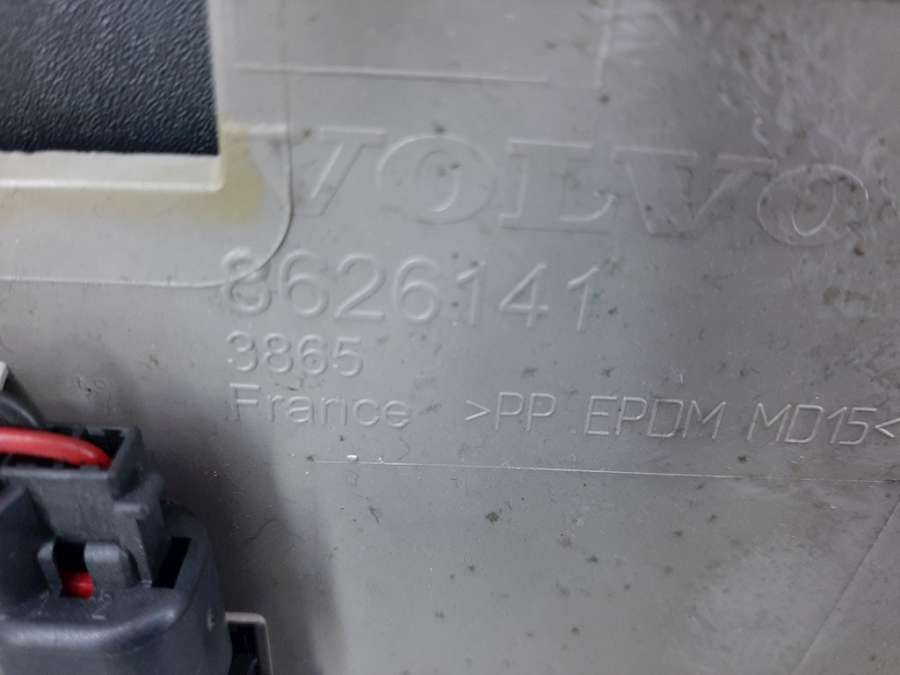 VOLVO
8626141
3865
France >PP EPDM MD15<